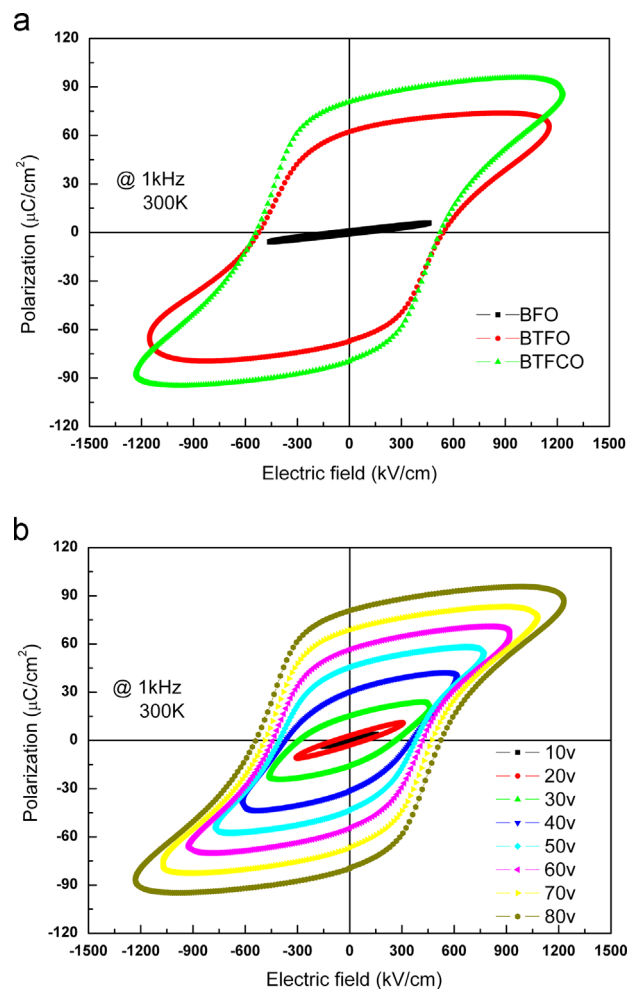 a
120
90
60
30
0
-30
-60
-90
-120
Polarization (μC/cm²)
@ 1kHz
300K
BFO
BTFO
BTFCO
-1500 -1200 -900 -600 -300 0 300 600 900 1200 1500
Electric field (kV/cm)
b
120
90
60
30
0
-30
-60
-90
-120
Polarization (μC/cm²)
@ 1kHz
300K
10v
20v
30v
40v
50v
60v
70v
80v
-1500 -1200 -900 -600 -300 0 300 600 900 1200 1500
Electric field (kV/cm)